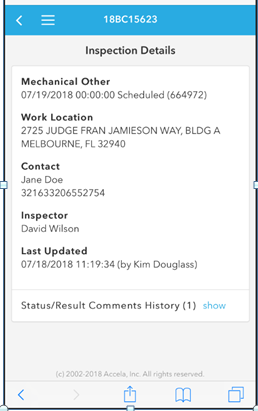 18BC15623
Inspection Details
Mechanical Other
07/19/2018 00:00:00 Scheduled (664972)
Work Location
2725 JUDGE FRAN JAMIESON WAY, BLDG A
MELBOURNE, FL 32940
Contact
Jane Doe
321633206552754
Inspector
David Wilson
Last Updated
07/18/2018 11:19:34 (by Kim Douglass)
Status/Result Comments History (1) show
(c) 2002-2018 Accela, Inc. All rights reserved.